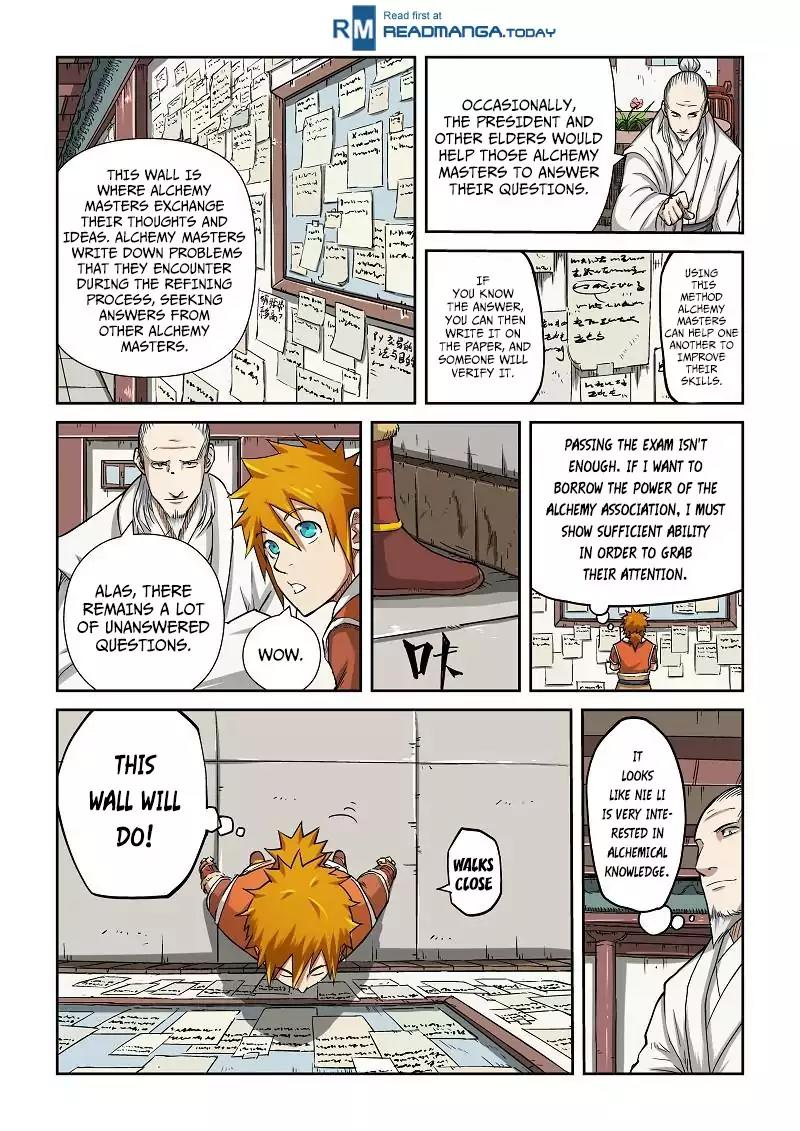 Read first at
RM READMANGA.TODAY
THIS WALL IS
WHERE ALCHEMY
MASTERS EXCHANGE
THEIR THOUGHTS AND
IDEAS. ALCHEMY MASTERS
WRITE DOWN PROBLEMS
THAT THEY ENCOUNTER
DURING THE REFINING
PROCESS, SEEKING
ANSWERS FROM
OTHER ALCHEMY
MASTERS.
OCCASIONALLY,
THE PRESIDENT AND
OTHER ELDERS WOULD
HELP THOSE ALCHEMY
MASTERS TO ANSWER
THEIR QUESTIONS.
IF
YOU KNOW
THE ANSWER,
YOU CAN THEN
WRITE IT ON
THE PAPER, AND
SOMEONE WILL
VERIFY IT.
USING
THIS
METHOD
ALCHEMY
MASTERS
CAN HELP ONE
ANOTHER TO
IMPROVE
THEIR
SKILLS.
ALAS, THERE
REMAINS A LOT
OF UNANSWERED
QUESTIONS.
WOW.
咔
PASSING THE EXAM ISN'T
ENOUGH. IF I WANT TO
BORROW THE POWER OF THE
ALCHEMY ASSOCIATION, I MUST
SHOW SUFFICIENT ABILITY
IN ORDER TO GRAB
THEIR ATTENTION.
THIS
WALL WILL
DO!
WALKS
CLOSE
IT
LOOKS
LIKE NIE LI
IS VERY INTE-
RESTED IN
ALCHEMICAL
KNOWLEDGE.